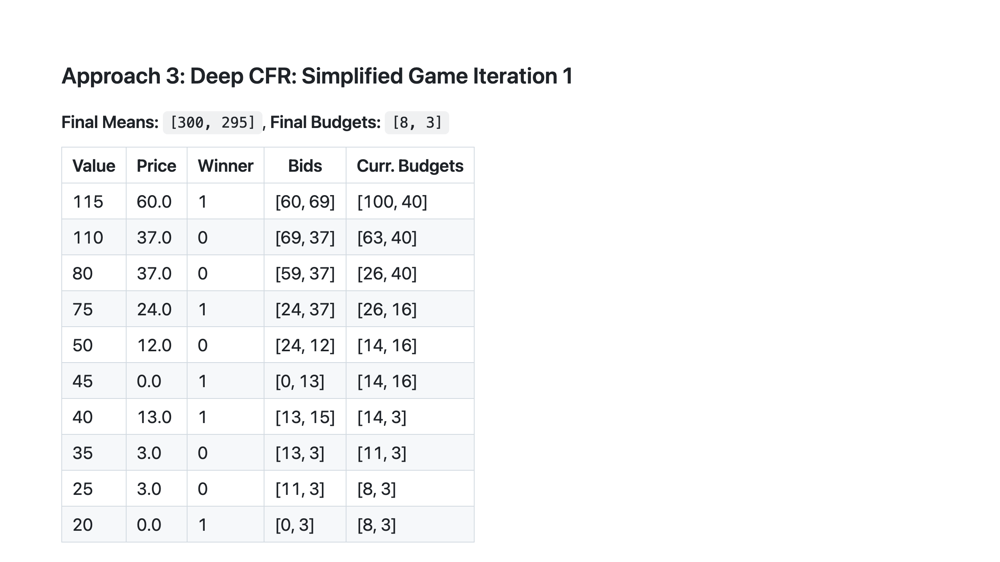 Approach 3: Deep CFR: Simplified Game Iteration 1
Final Means: [300, 295] , Final Budgets: [8, 3]
Value Price Winner Bids Curr. Budgets
115 60.0 1 [60, 69] [100, 40]
110 37.0 0 [69, 37] [63, 40]
80 37.0 0 [59, 37] [26, 40]
75 24.0 1 [24, 37] [26, 16]
50 12.0 0 [24, 12] [14, 16]
45 0.0 1 [0, 13] [14, 16]
40 13.0 1 [13, 15] [14, 3]
35 3.0 0 [13, 3] [11, 3]
25 3.0 0 [11, 3] [8, 3]
20 0.0 1 [0, 3] [8, 3]